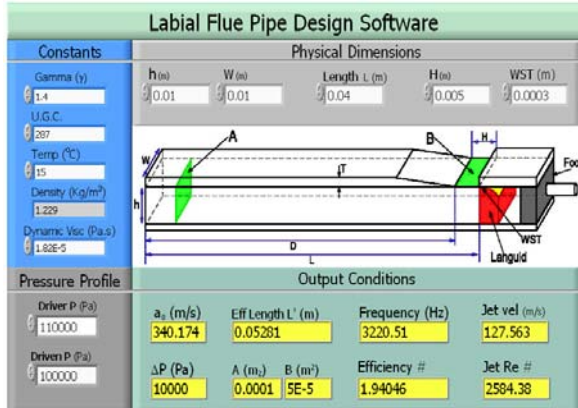 Labial Flue Pipe Design Software
Constants
Physical Dimensions
Gamma (γ)
1.4
U.G.C.
287
Temp (°C)
15
Density (Kg/m³)
1.229
Dynamic Visc (Pa.s)
1.82E-5
h (m) W (m) Length L (m) H (m) WST (m)
0.01 0.01 0.04 0.005 0.0003
A
B
H
W
T
h
Foot
WST
Languid
D
L
Pressure Profile
Driver P (Pa)
110000
Driven P (Pa)
100000
Output Conditions
a₀ (m/s) Eff Length L' (m) Frequency (Hz) Jet vel (m/s)
340.174 0.05281 3220.51 127.563
ΔP (Pa) A (m₂) B (m²) Efficiency # Jet Re #
10000 0.0001 5E-5 1.94046 2584.38